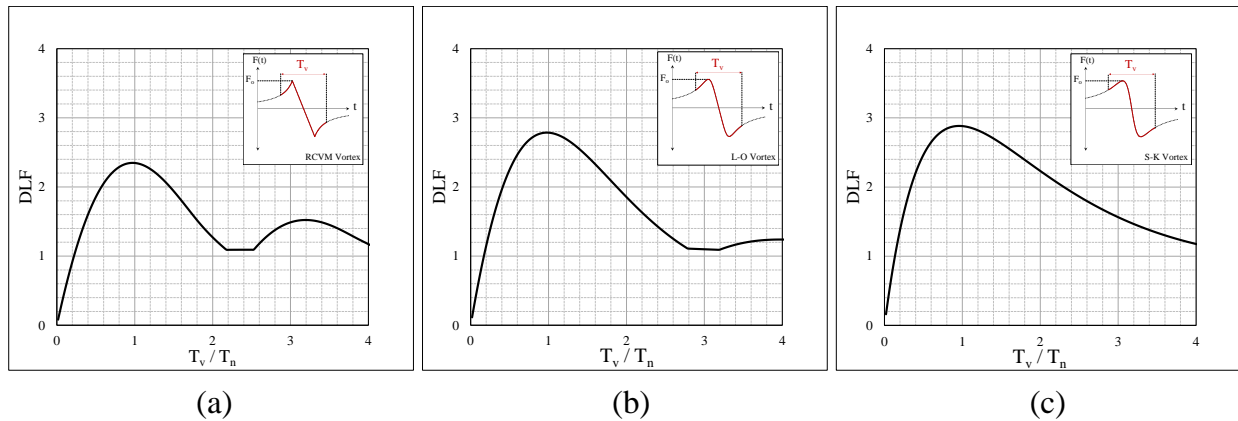 4
3
2
1
0
DLF
0 1 2 3 4
T_v / T_n
F(t)
T_v
F_o
t
RCVM Vortex
(a)
4
3
2
1
0
DLF
0 1 2 3 4
T_v / T_n
F(t)
T_v
F_o
t
L-O Vortex
(b)
4
3
2
1
0
DLF
0 1 2 3 4
T_v / T_n
F(t)
T_v
F_o
t
S-K Vortex
(c)